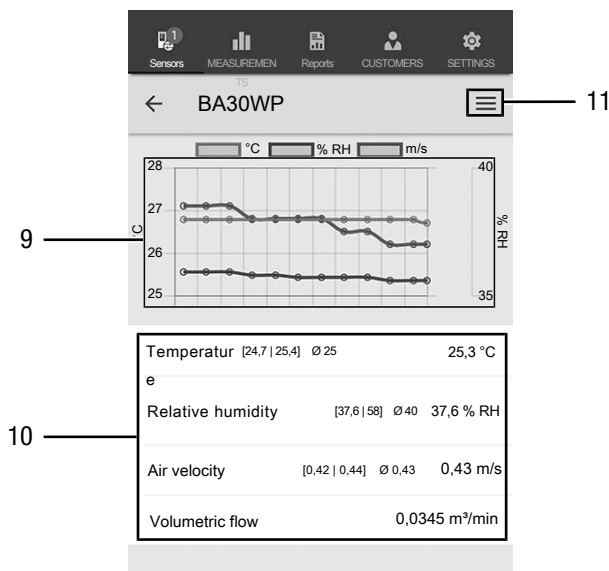 1
Sensors MEASUREMEN Reports CUSTOMERS SETTINGS
TS
BA30WP
11
°C % RH m/s
28 40
27
9 °C % RH
26
25 35
Temperatur [24,7 | 25,4] Ø 25 25,3 °C
e
Relative humidity [37,6 | 58] Ø 40 37,6 % RH
10
Air velocity [0,42 | 0,44] Ø 0,43 0,43 m/s
Volumetric flow 0,0345 m³/min